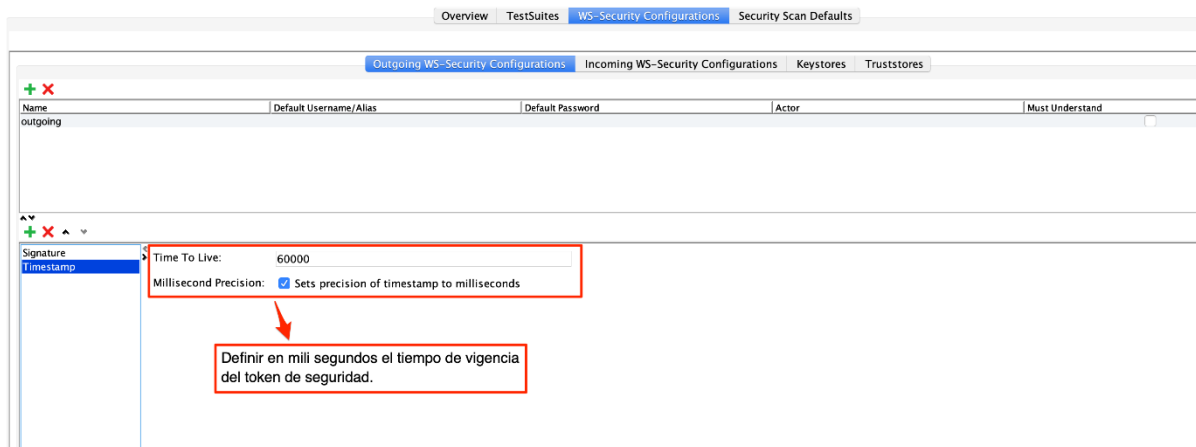 Overview TestSuites WS-Security Configurations Security Scan Defaults
Outgoing WS-Security Configurations Incoming WS-Security Configurations Keystores Truststores
Name Default Username/Alias Default Password Actor Must Understand
outgoing
Signature
Timestamp
Time To Live: 60000
Millisecond Precision: Sets precision of timestamp to milliseconds
Definir en mili segundos el tiempo de vigencia
del token de seguridad.